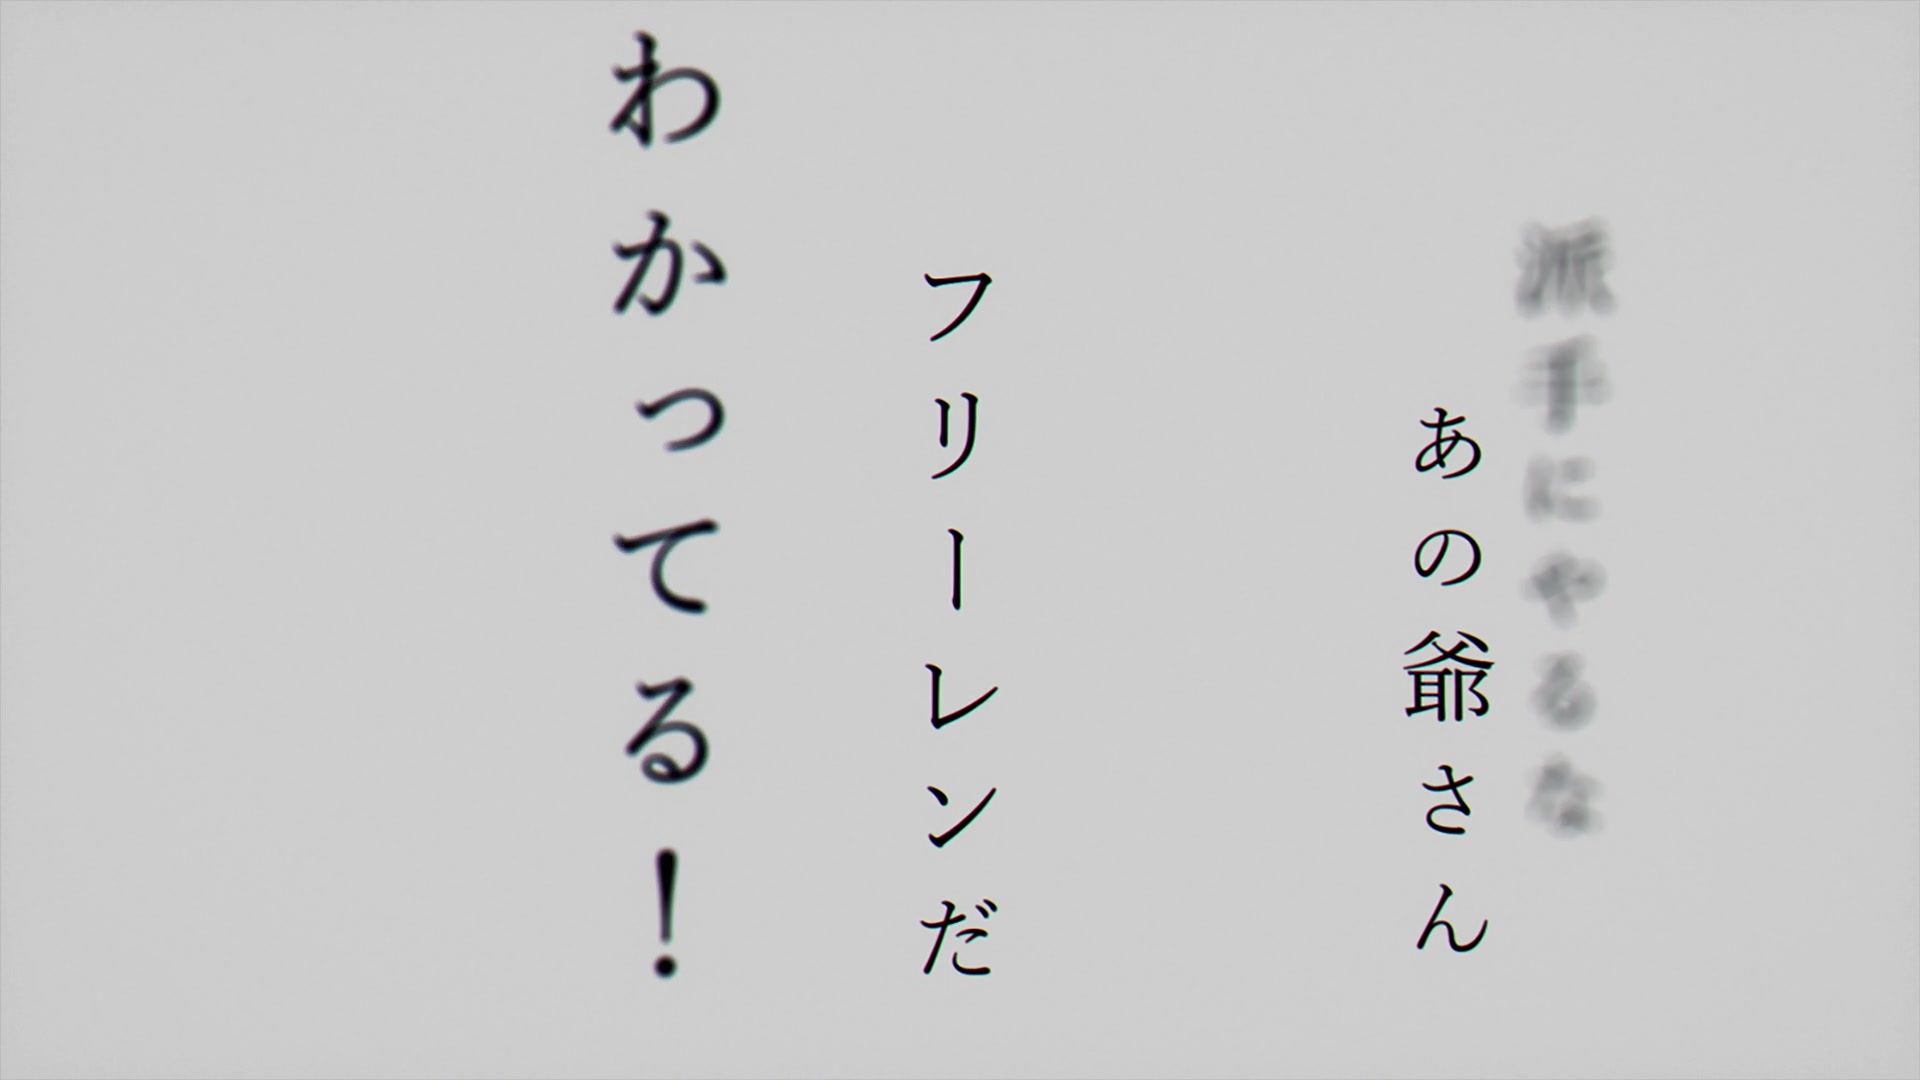 派手にやるな
あの爺さん
フリーレンだ
わかってる！